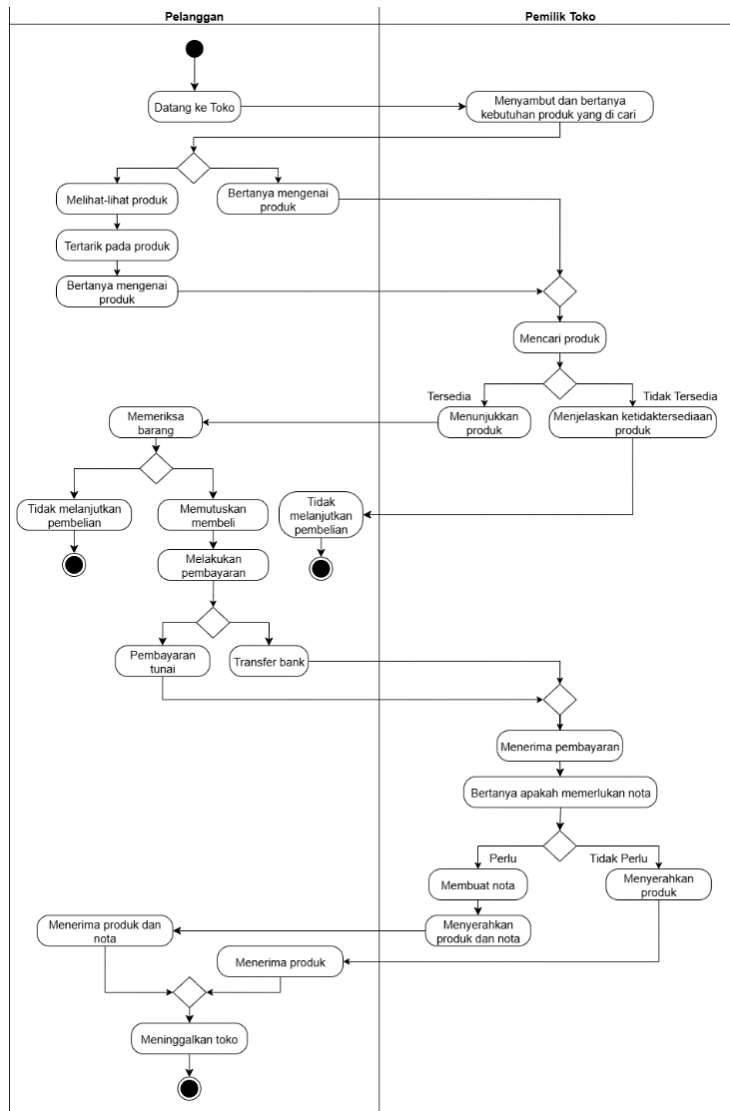 Pelanggan
Pemilik Toko
Datang ke Toko
Menyambut dan bertanya
kebutuhan produk yang di cari
Melihat-lihat produk
Bertanya mengenai
produk
Tertarik pada produk
Bertanya mengenai
produk
Mencari produk
Tersedia
Tidak Tersedia
Memeriksa
barang
Menunjukkan
produk
Menjelaskan ketidaktersediaan
produk
Tidak melanjutkan
pembelian
Memutuskan
membeli
Tidak
melanjutkan
pembelian
Melakukan
pembayaran
Pembayaran
tunai
Transfer bank
Menerima pembayaran
Bertanya apakah memerlukan nota
Perlu
Tidak Perlu
Membuat nota
Menyerahkan
produk
Menerima produk dan
nota
Menyerahkan
produk dan nota
Menerima produk
Meninggalkan toko